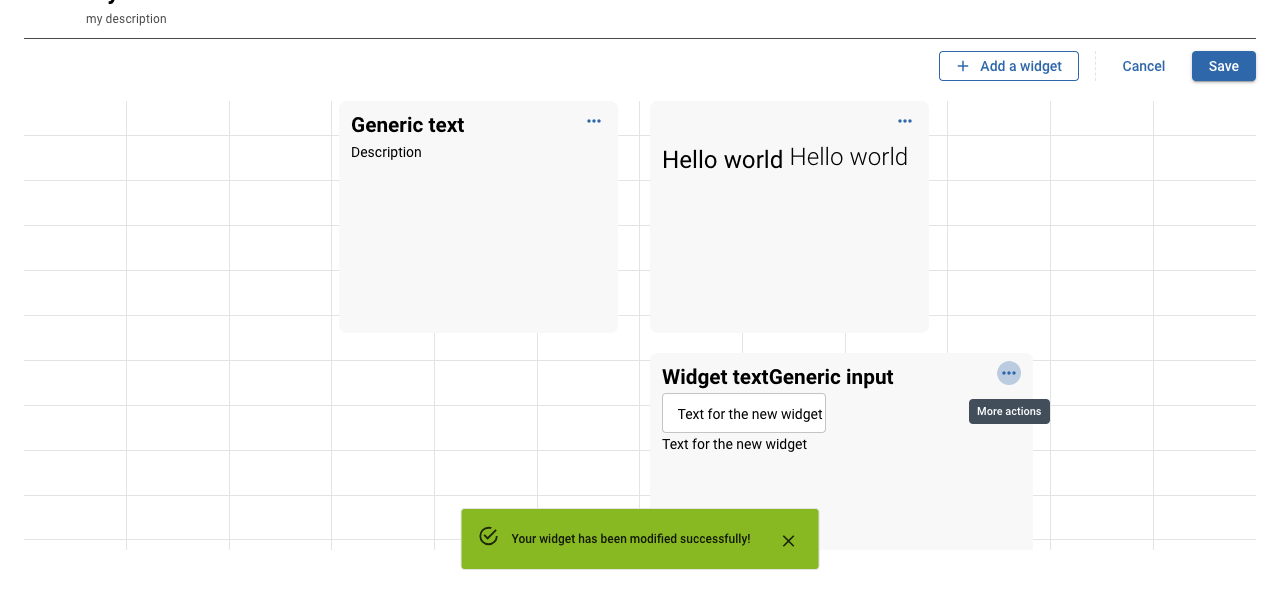 my description
Add a widget
Cancel
Save
Generic text
Description
Hello world Hello world
Widget textGeneric input
More actions
Text for the new widget
Text for the new widget
Your widget has been modified successfully!